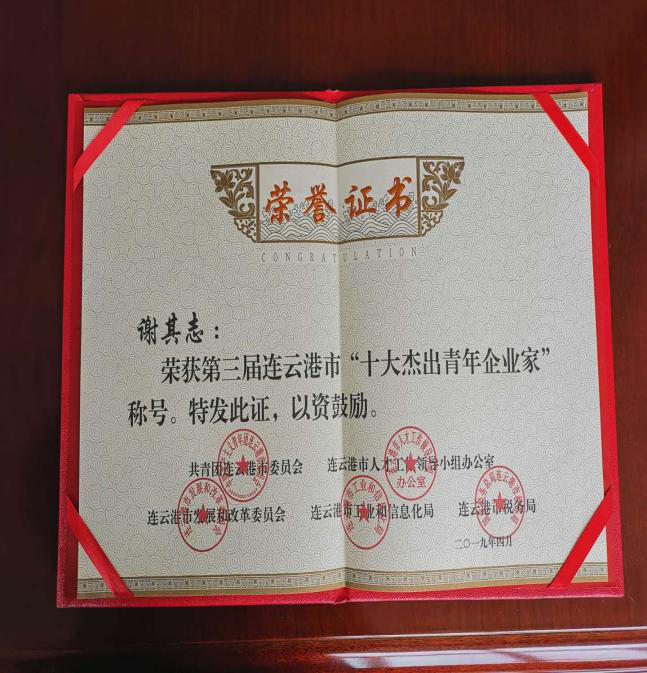 荣誉证书
CONGRATULATION
谢其志：
荣获第三届连云港市“十大杰出青年企业家”
称号。特发此证，以资鼓励。
共青团连云港市委员会 连云港市人才工作领导小组办公室
连云港市发展和改革委员会 连云港市工业和信息化局 连云港市税务局
二〇一九年四月
办公室